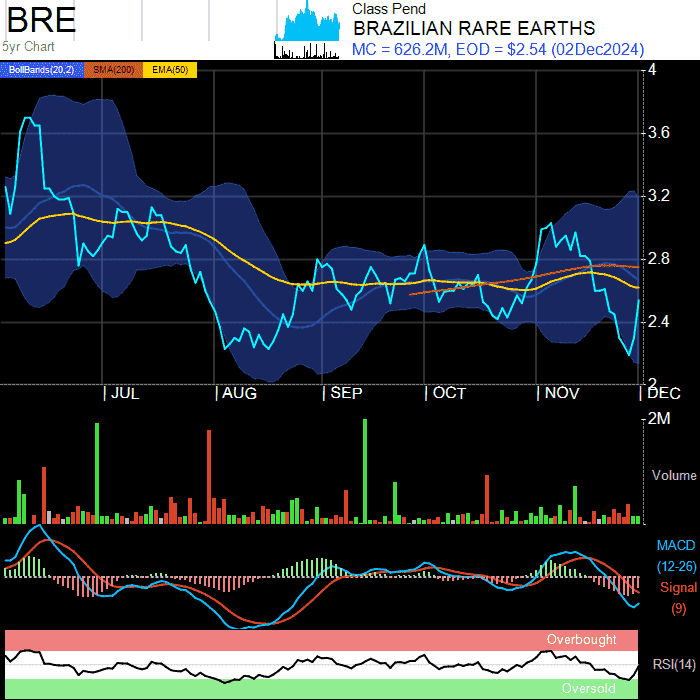 BRE
5yr Chart
Class Pend
BRAZILIAN RARE EARTHS
MC = 626.2M, EOD = $2.54 (02Dec2024)
BollBands(20,2) SMA(200) EMA(50)
4
3.6
3.2
2.8
2.4
2
JUL AUG SEP OCT NOV DEC
2M
Volume
MACD
(12-26)
Signal
(9)
Overbought
RSI(14)
Oversold